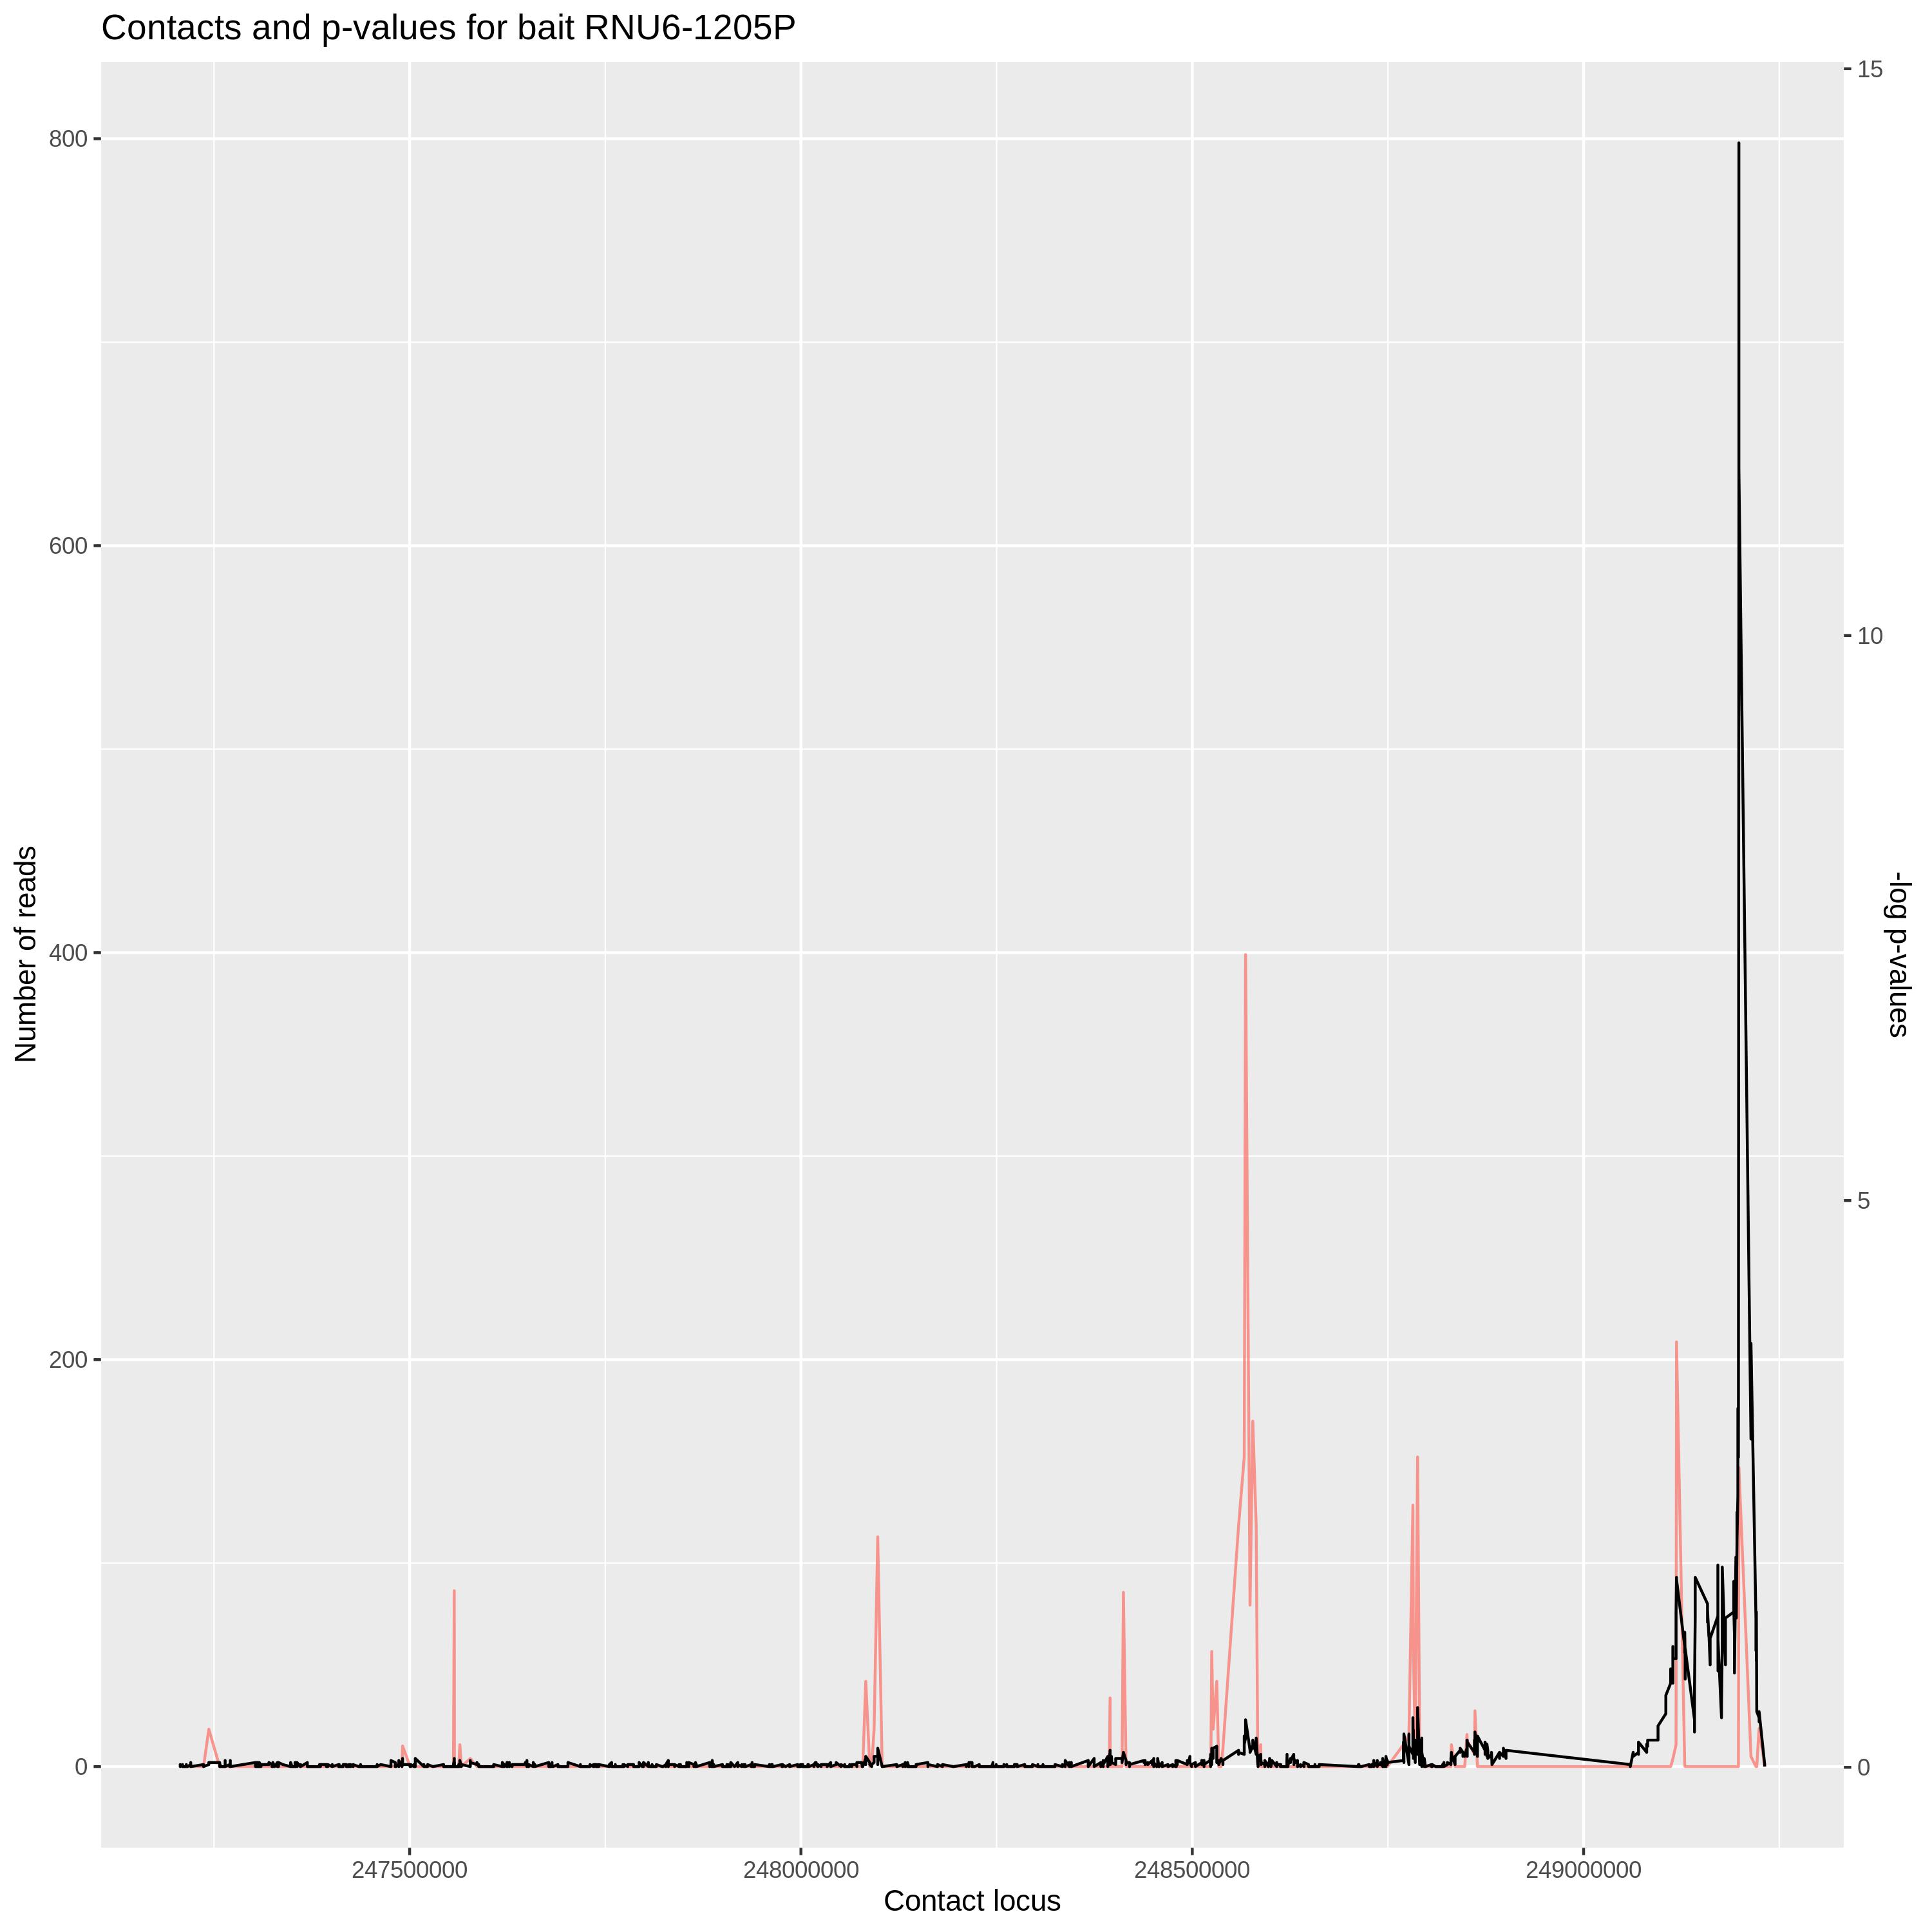 Contacts and p-values for bait RNU6-1205P
15
800
600
10
Number of reads
-log p-values
400
5
200
0
0
247500000 248000000 248500000 249000000
Contact locus